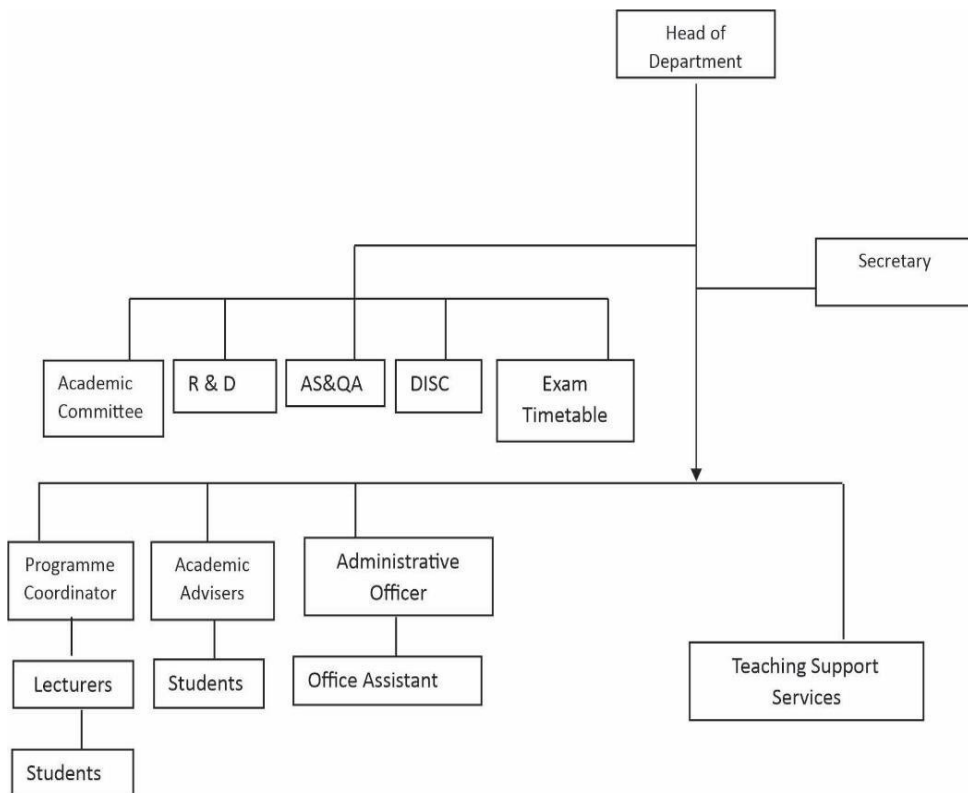 Head of
Department
Secretary
Academic
Committee
R & D
AS&QA
DISC
Exam
Timetable
Programme
Coordinator
Academic
Advisers
Administrative
Officer
Lecturers
Students
Office Assistant
Teaching Support
Services
Students